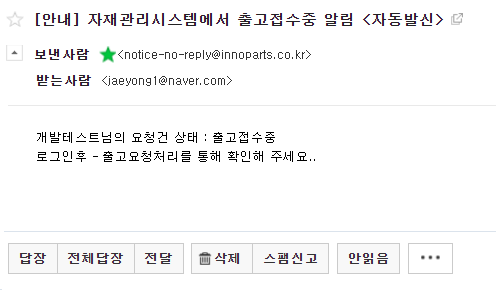 [안내] 자재관리시스템에서 출고접수중 알림 <자동발신>
보낸사람 <notice-no-reply@innoparts.co.kr>
받는사람 <jaeyong1@naver.com>
개발테스트님의 요청건 상태 : 출고접수중
로그인후 - 출고요청처리를 통해 확인해 주세요..
답장 전체답장 전달 삭제 스팸신고 안읽음 •••